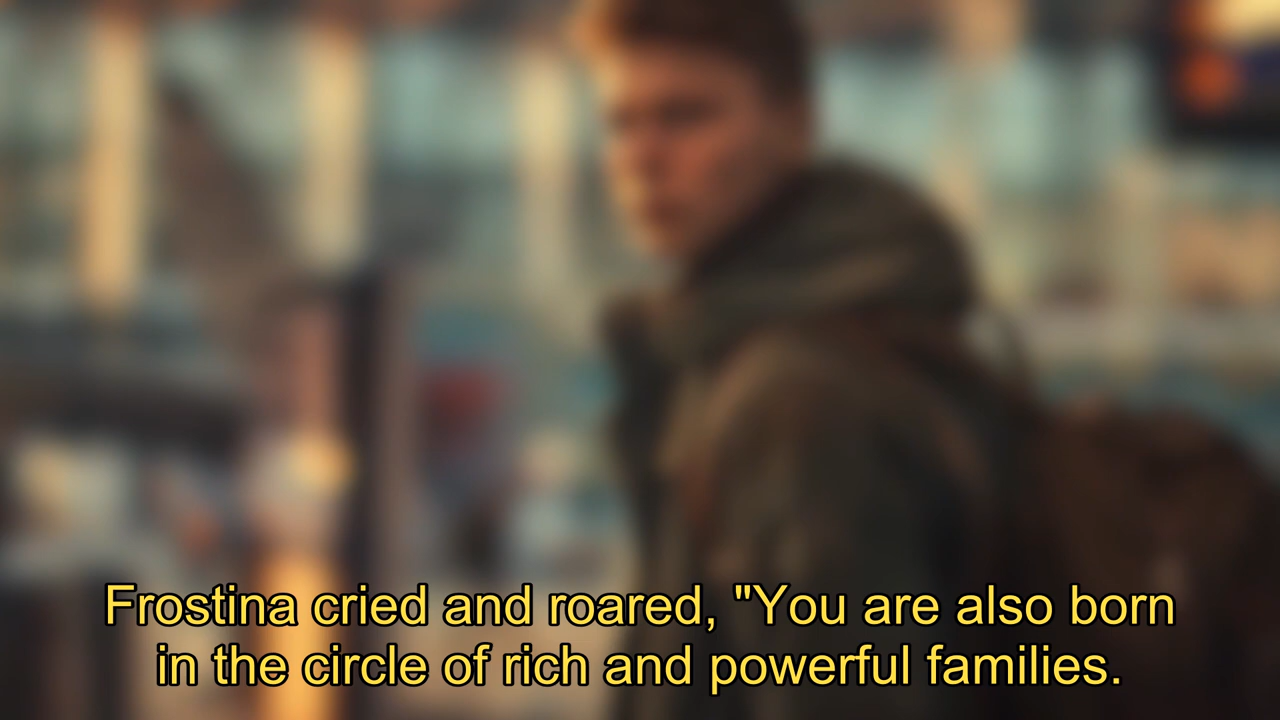 Frostina cried and roared, "You are also born
in the circle of rich and powerful families.